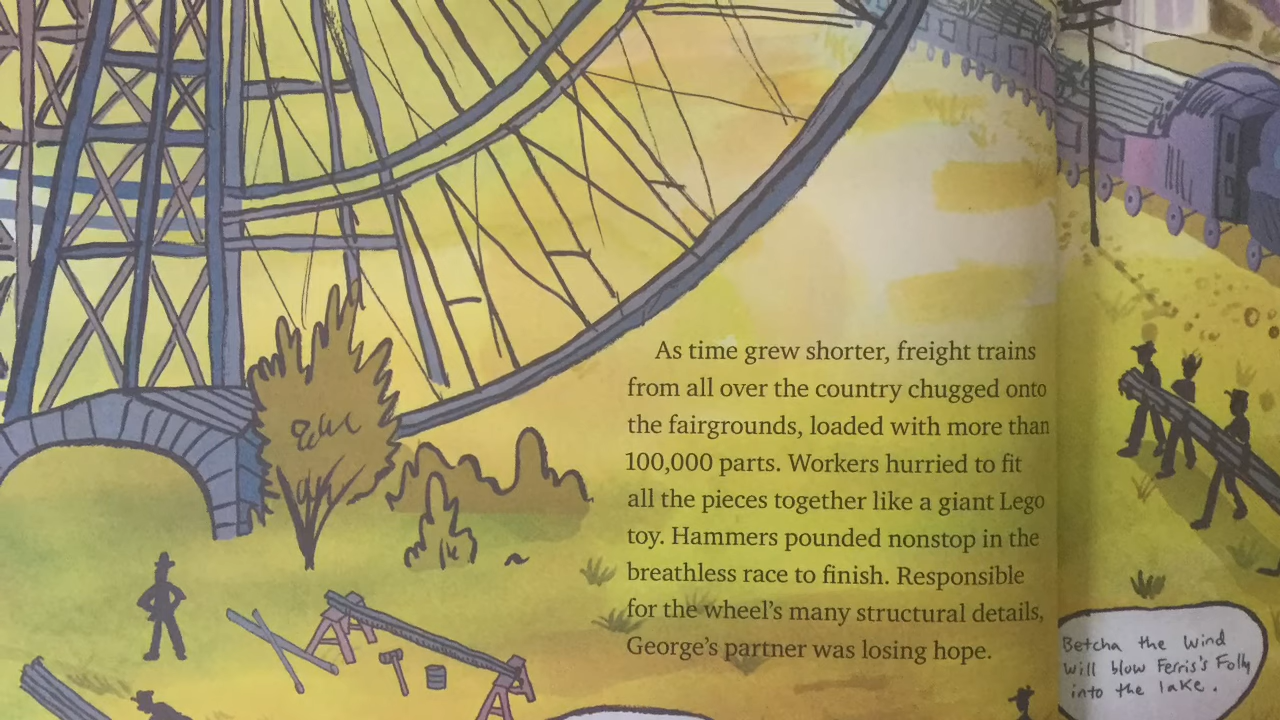 As time grew shorter, freight trains
from all over the country chugged onto
the fairgrounds, loaded with more than
100,000 parts. Workers hurried to fit
all the pieces together like a giant Lego
toy. Hammers pounded nonstop in the
breathless race to finish. Responsible
for the wheel's many structural details,
George's partner was losing hope.
Betcha the wind
will blow Ferris's Folly
into the lake.